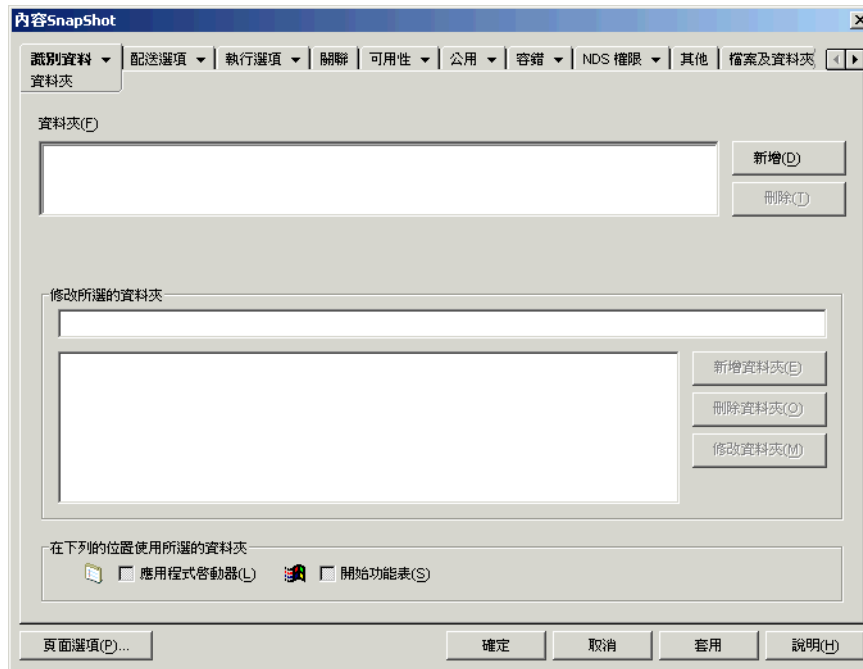 內容SnapShot
識別資料 配送選項 執行選項 關聯 可用性 公用 容錯 NDS 權限 其他 檔案及資料夾
資料夾
資料夾(F)
新增(D)
刪除(T)
修改所選的資料夾
新增資料夾(E)
刪除資料夾(O)
修改資料夾(M)
在下列的位置使用所選的資料夾
應用程式啓動器(L) 開始功能表(S)
頁面選項(P)... 確定 取消 套用 說明(H)